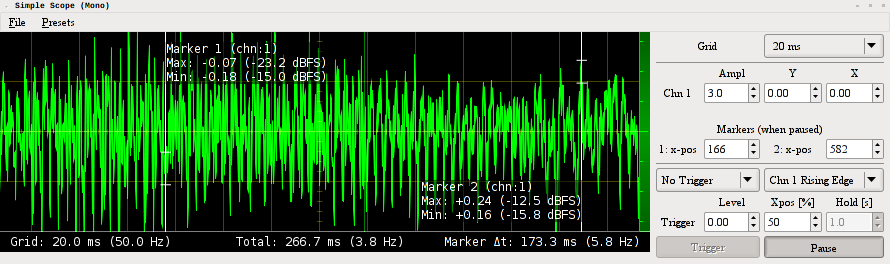 Simple Scope (Mono)
File Presets
Marker 1 (chn:1)
Max: -0.07 (-23.2 dBFS)
Min: -0.18 (-15.0 dBFS)
Marker 2 (chn:1)
Max: +0.24 (-12.5 dBFS)
Min: +0.16 (-15.8 dBFS)
Grid: 20.0 ms (50.0 Hz) Total: 266.7 ms (3.8 Hz) Marker Δt: 173.3 ms (5.8 Hz)
Grid 20 ms
Ampl Y X
Chn 1 3.0 0.00 0.00
Markers (when paused)
1: x-pos 166 2: x-pos 582
No Trigger Chn 1 Rising Edge
Level Xpos [%] Hold [s]
Trigger 0.00 50 1.0
Trigger Pause